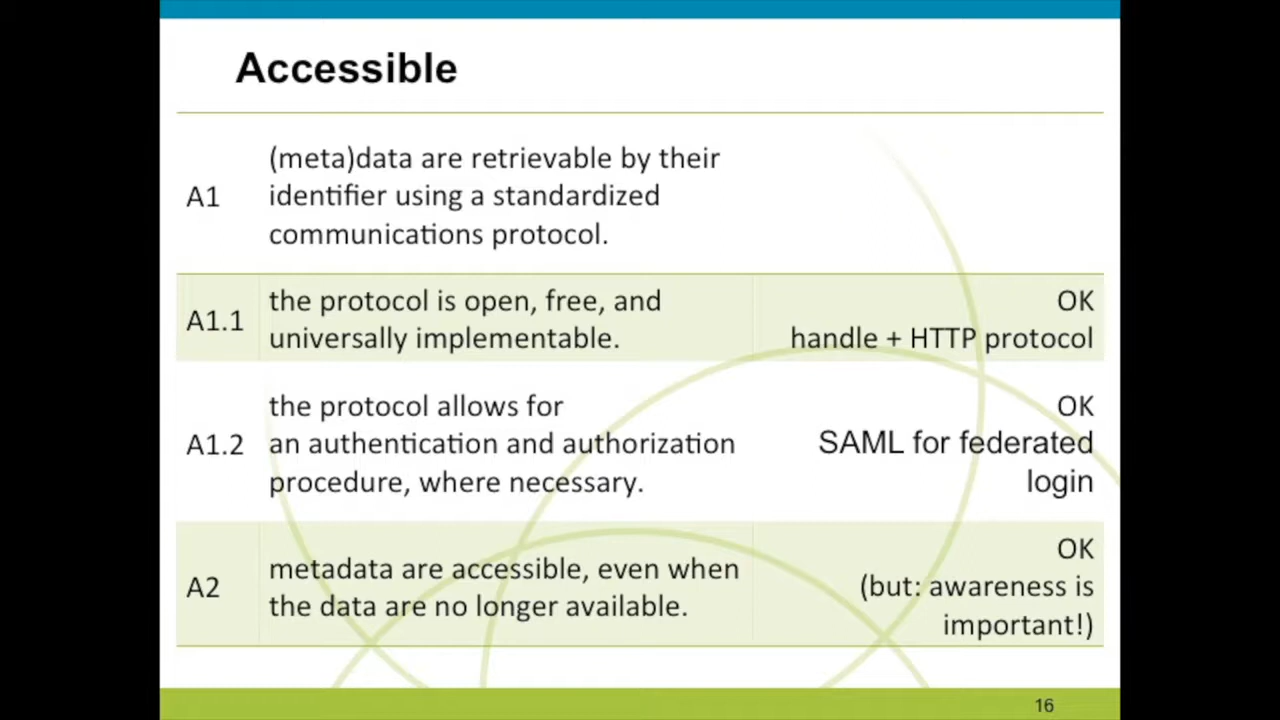 Accessible
A1
(meta)data are retrievable by their
identifier using a standardized
communications protocol.
A1.1
the protocol is open, free, and
universally implementable.
OK
handle + HTTP protocol
A1.2
the protocol allows for
an authentication and authorization
procedure, where necessary.
OK
SAML for federated
login
A2
metadata are accessible, even when
the data are no longer available.
OK
(but: awareness is
important!)
16